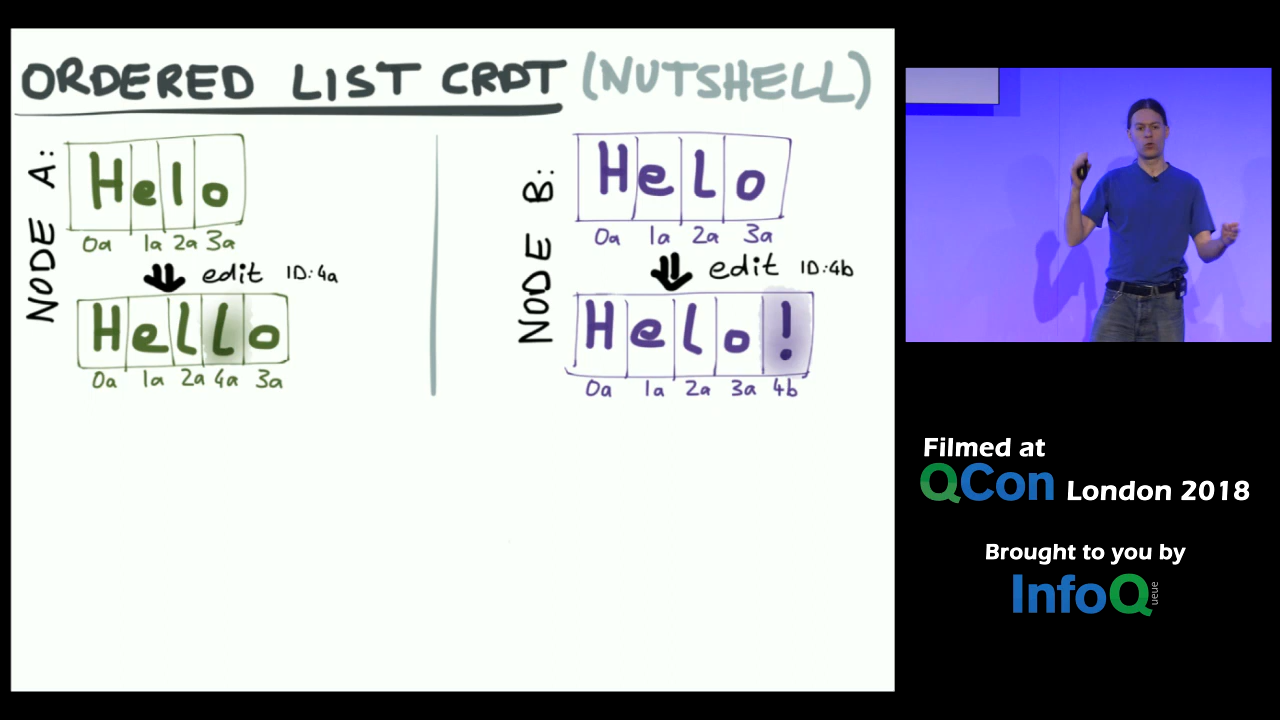 ORDERED LIST CRDT (NUTSHELL)
NODE A:
Helo
0a 1a 2a 3a
edit ID:4a
HelLo
0a 1a 2a 4a 3a
NODE B:
HeLo
0a 1a 2a 3a
edit ID:4b
HeLo!
0a 1a 2a 3a 4b
Filmed at
QCon London 2018
Brought to you by
InfoQueue